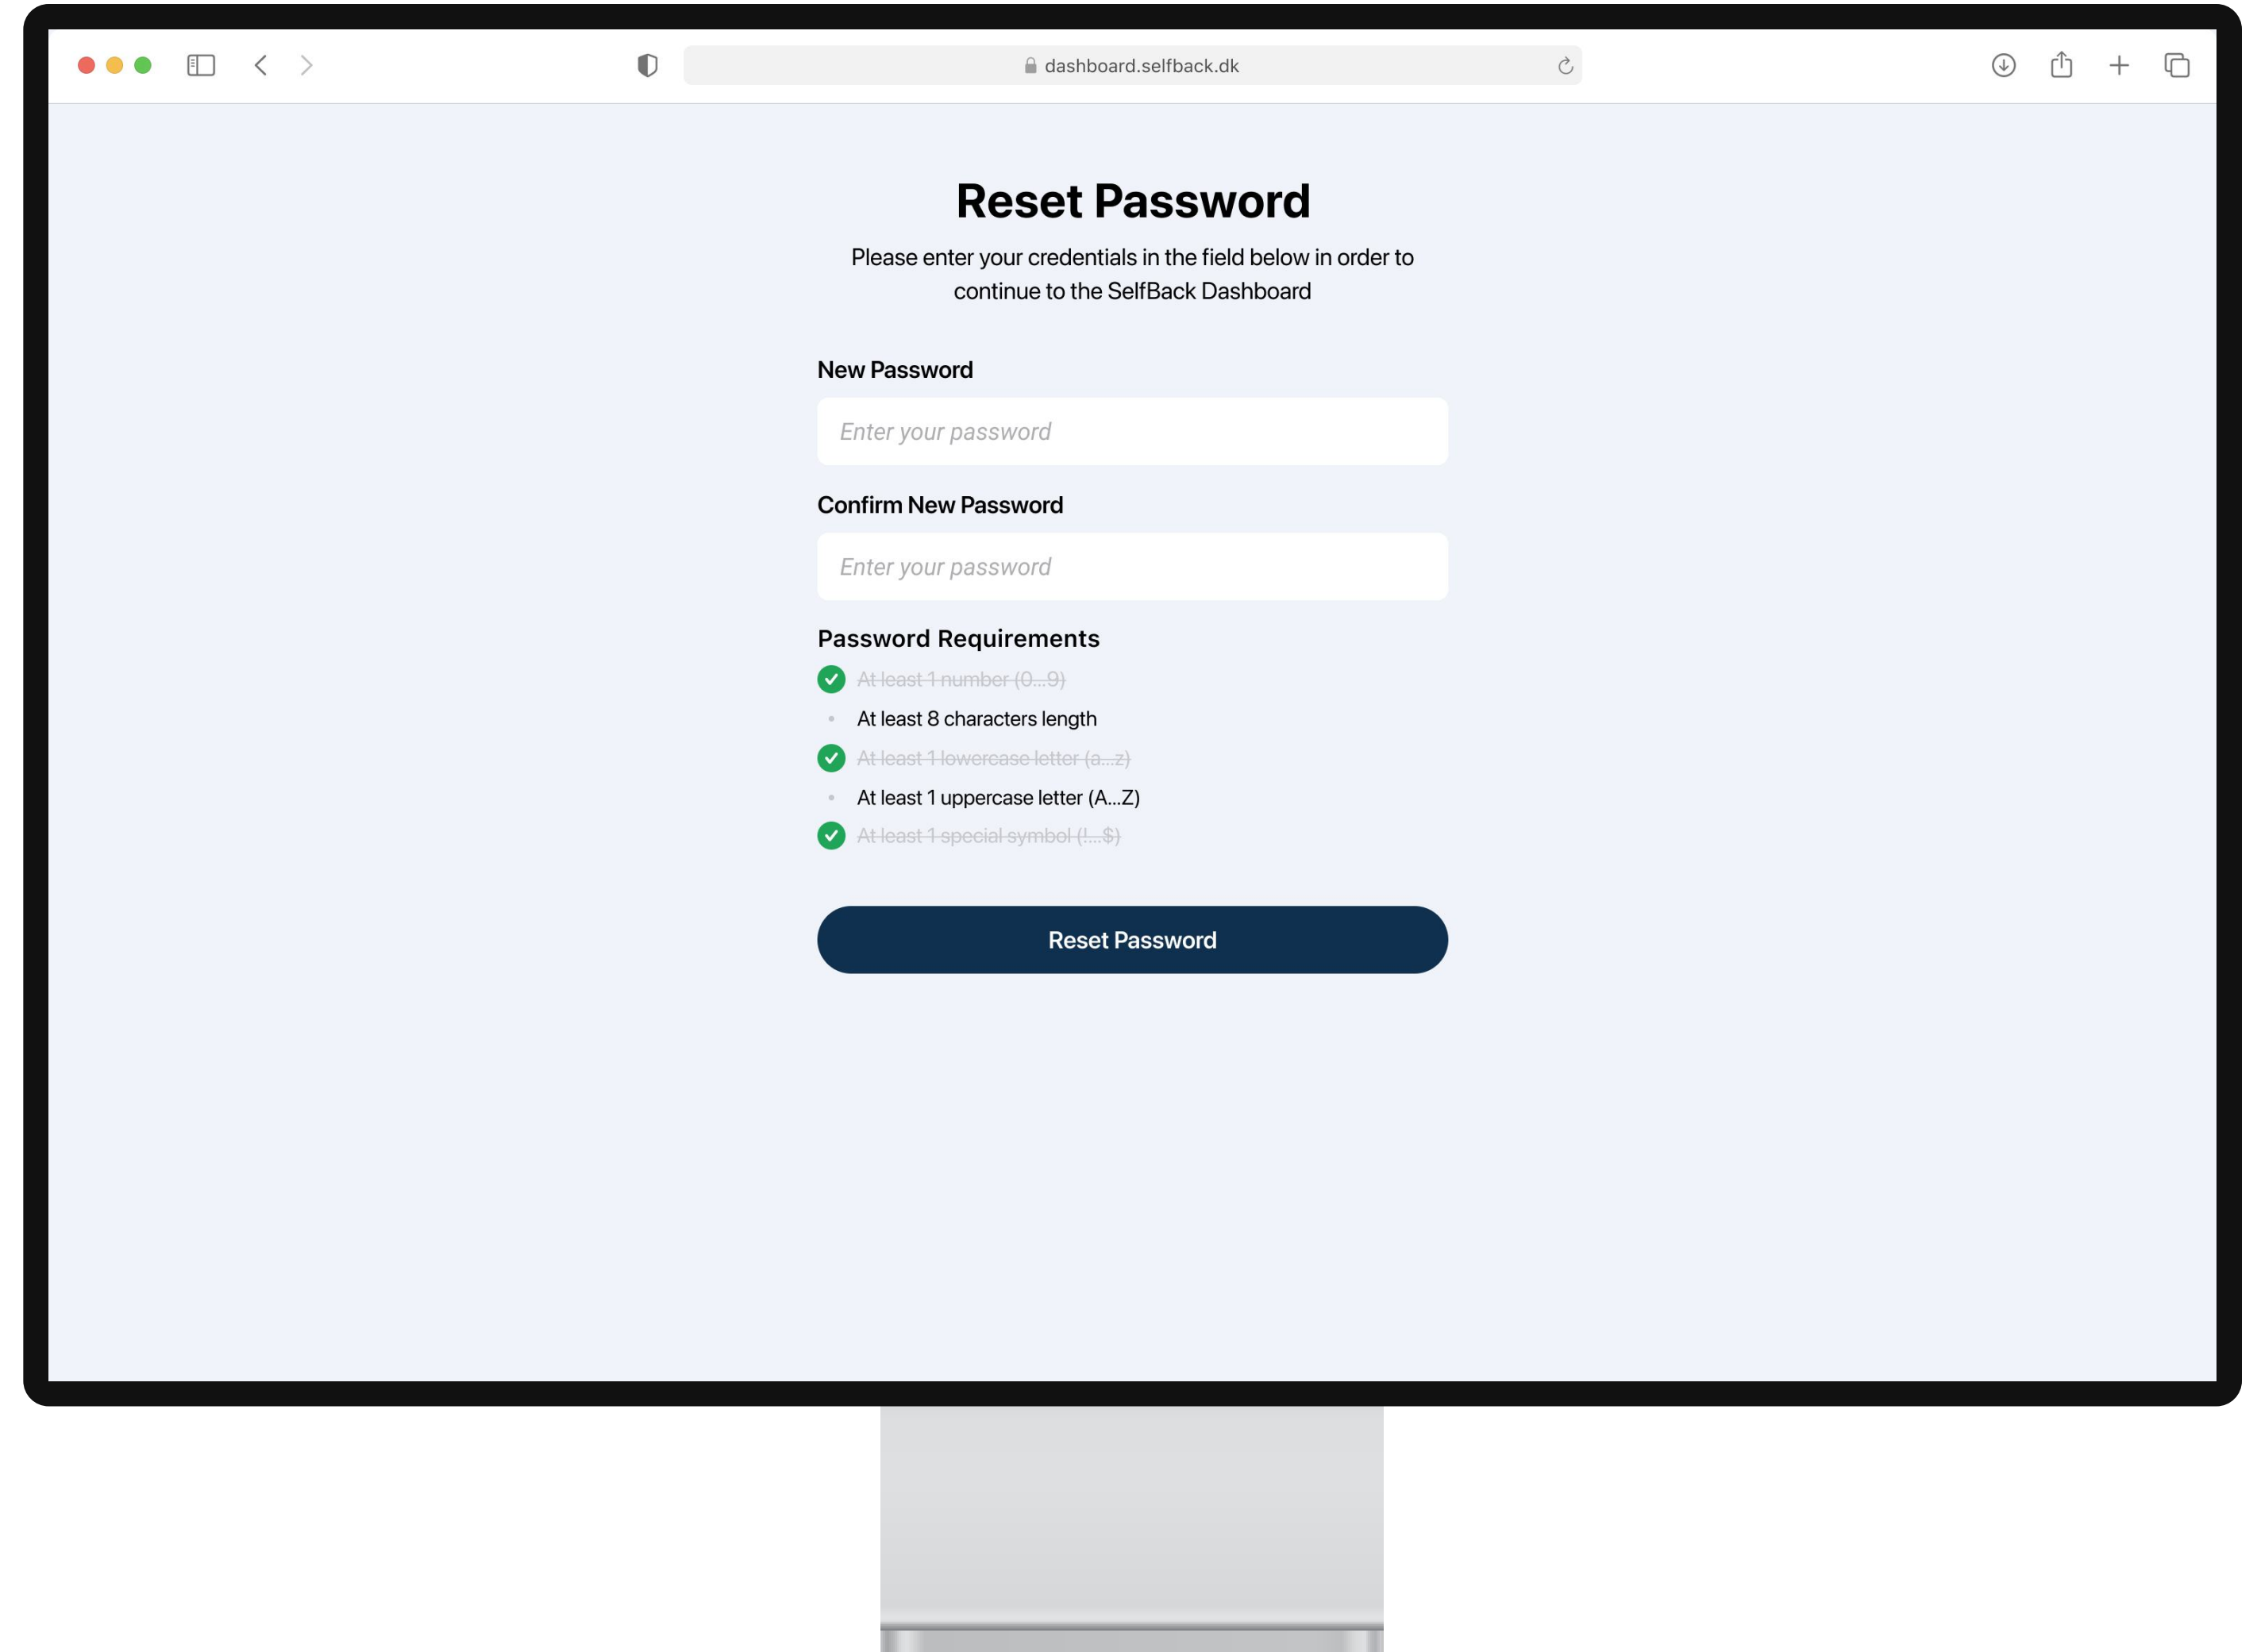 dashboard.selfback.dk
Reset Password
Please enter your credentials in the field below in order to
continue to the SelfBack Dashboard
New Password
Enter your password
Confirm New Password
Enter your password
Password Requirements
At least 1 number (0...9)
At least 8 characters length
At least 1 lowercase letter (a...z)
At least 1 uppercase letter (A...Z)
At least 1 special symbol (!...$)
Reset Password